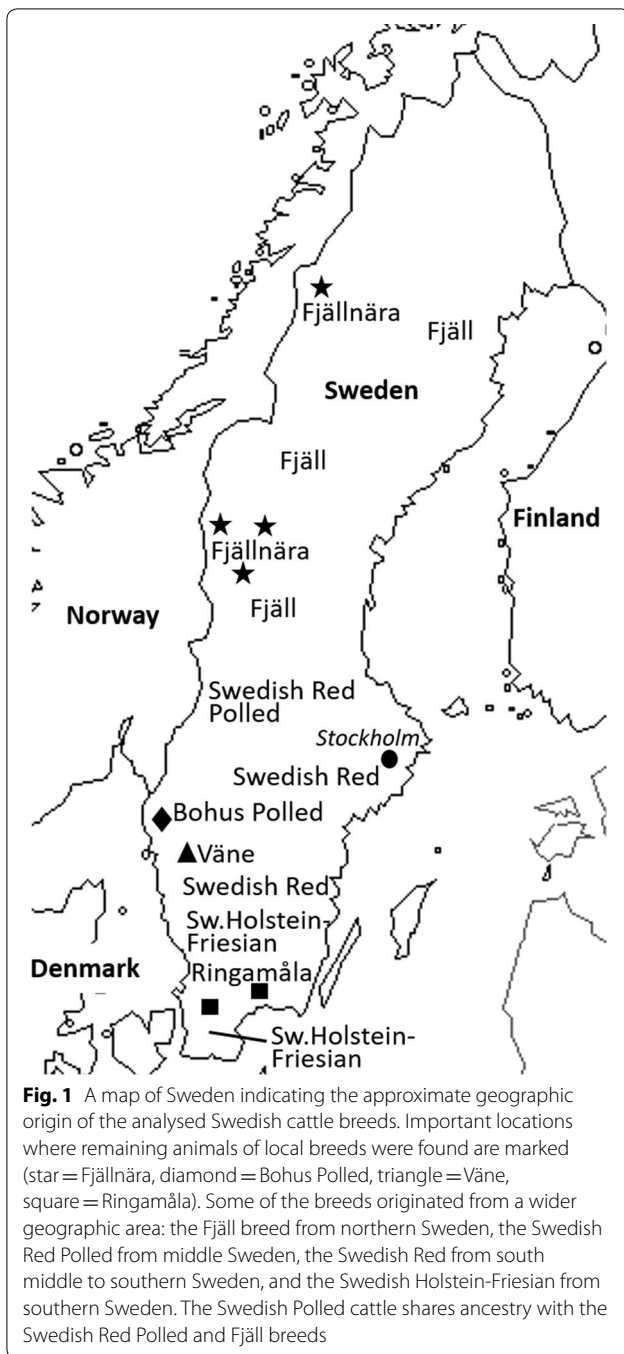 Fjällnära
Fjäll
Sweden
Fjäll
Finland
Fjällnära
Fjäll
Norway
Swedish Red
Polled
Stockholm
Swedish Red
Bohus Polled
Väne
Swedish Red
Sw.Holstein-
Friesian
Denmark
Ringamåla
Sw.Holstein-
Friesian
Fig. 1 A map of Sweden indicating the approximate geographic
origin of the analysed Swedish cattle breeds. Important locations
where remaining animals of local breeds were found are marked
(star = Fjällnära, diamond = Bohus Polled, triangle = Väne,
square = Ringamåla). Some of the breeds originated from a wider
geographic area: the Fjäll breed from northern Sweden, the Swedish
Red Polled from middle Sweden, the Swedish Red from south
middle to southern Sweden, and the Swedish Holstein-Friesian from
southern Sweden. The Swedish Polled cattle shares ancestry with the
Swedish Red Polled and Fjäll breeds